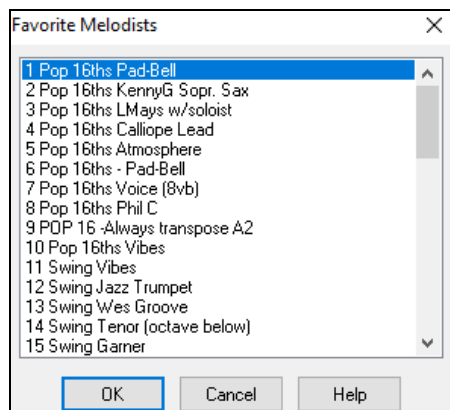 Favorite Melodists
1 Pop 16ths Pad-Bell
2 Pop 16ths KennyG Sopr. Sax
3 Pop 16ths LMays w/soloist
4 Pop 16ths Calliope Lead
5 Pop 16ths Atmosphere
6 Pop 16ths - Pad-Bell
7 Pop 16ths Voice (8vb)
8 Pop 16ths Phil C
9 POP 16 -Always transpose A2
10 Pop 16ths Vibes
11 Swing Vibes
12 Swing Jazz Trumpet
13 Swing Wes Groove
14 Swing Tenor (octave below)
15 Swing Garner
OK Cancel Help